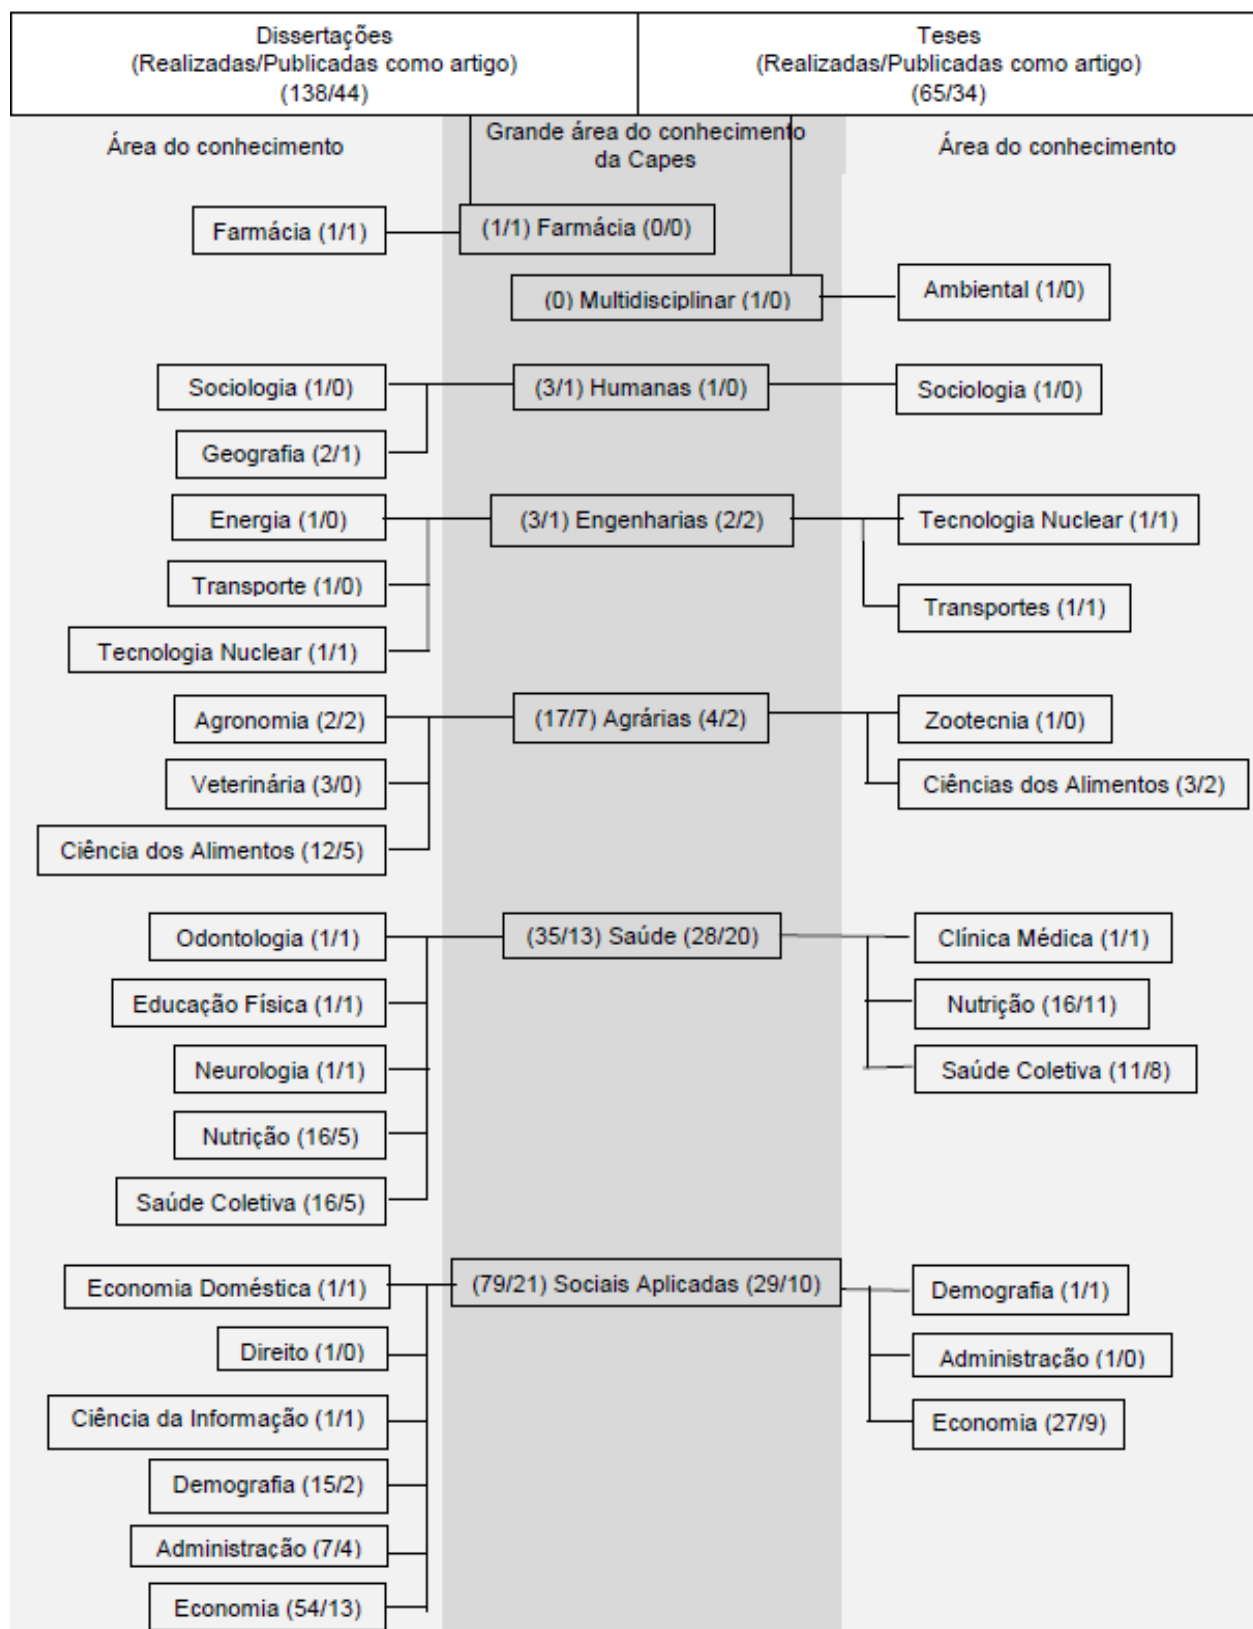 Dissertações
(Realizadas/Publicadas como artigo)
(138/44)
Teses
(Realizadas/Publicadas como artigo)
(65/34)
Área do conhecimento
Grande área do conhecimento
da Capes
Área do conhecimento
Farmácia (1/1)
(1/1) Farmácia (0/0)
(0) Multidisciplinar (1/0)
Ambiental (1/0)
Sociologia (1/0)
(3/1) Humanas (1/0)
Sociologia (1/0)
Geografia (2/1)
Energia (1/0)
(3/1) Engenharias (2/2)
Tecnologia Nuclear (1/1)
Transporte (1/0)
Transportes (1/1)
Tecnologia Nuclear (1/1)
Agronomia (2/2)
(17/7) Agrárias (4/2)
Zootecnia (1/0)
Veterinária (3/0)
Ciências dos Alimentos (3/2)
Ciência dos Alimentos (12/5)
Odontologia (1/1)
(35/13) Saúde (28/20)
Clínica Médica (1/1)
Educação Física (1/1)
Nutrição (16/11)
Neurologia (1/1)
Saúde Coletiva (11/8)
Nutrição (16/5)
Saúde Coletiva (16/5)
Economia Doméstica (1/1)
(79/21) Sociais Aplicadas (29/10)
Demografia (1/1)
Direito (1/0)
Administração (1/0)
Ciência da Informação (1/1)
Economia (27/9)
Demografia (15/2)
Administração (7/4)
Economia (54/13)